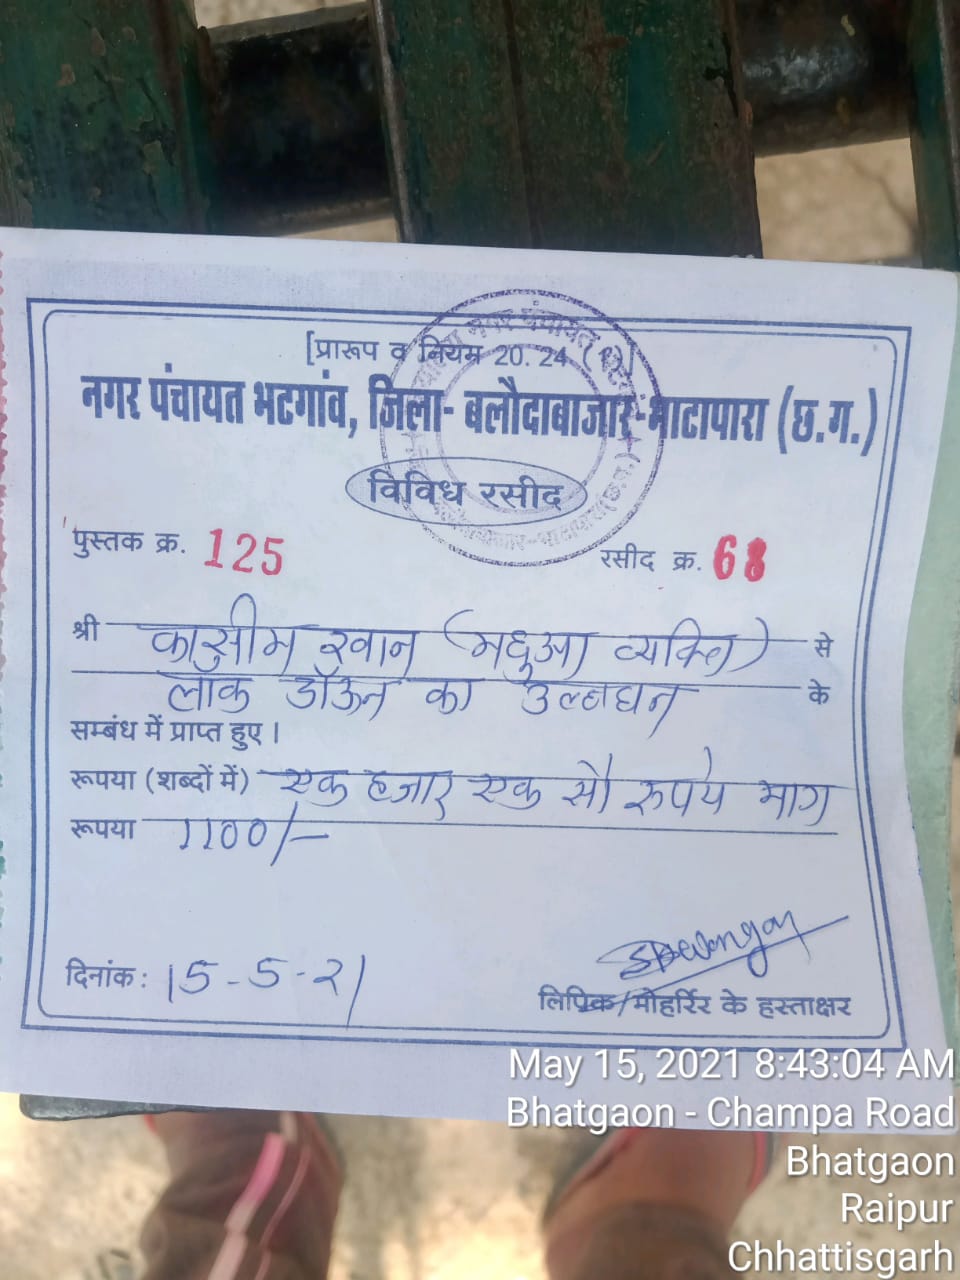 [प्रारूप व नियम 20. 24
नगर पंचायत भटगांव, जिला- बलौदाबाजार-भाटापारा (छ.ग.)
विविध रसीद
पुस्तक क्र. 125
रसीद क्र. 68
श्री कासीम खान (मछुआ व्यक्ति) से
लॉक डॉऊन का उल्लघन के
सम्बंध में प्राप्त हुए।
रूपया (शब्दों में) एक हजार एक सौ रुपये मात्र
रूपया 1100/-
दिनांक: 15-5-21
लिपिक/मोहर्रिर के हस्ताक्षर
May 15, 2021 8:43:04 AM
Bhatgaon - Champa Road
Bhatgaon
Raipur
Chhattisgarh